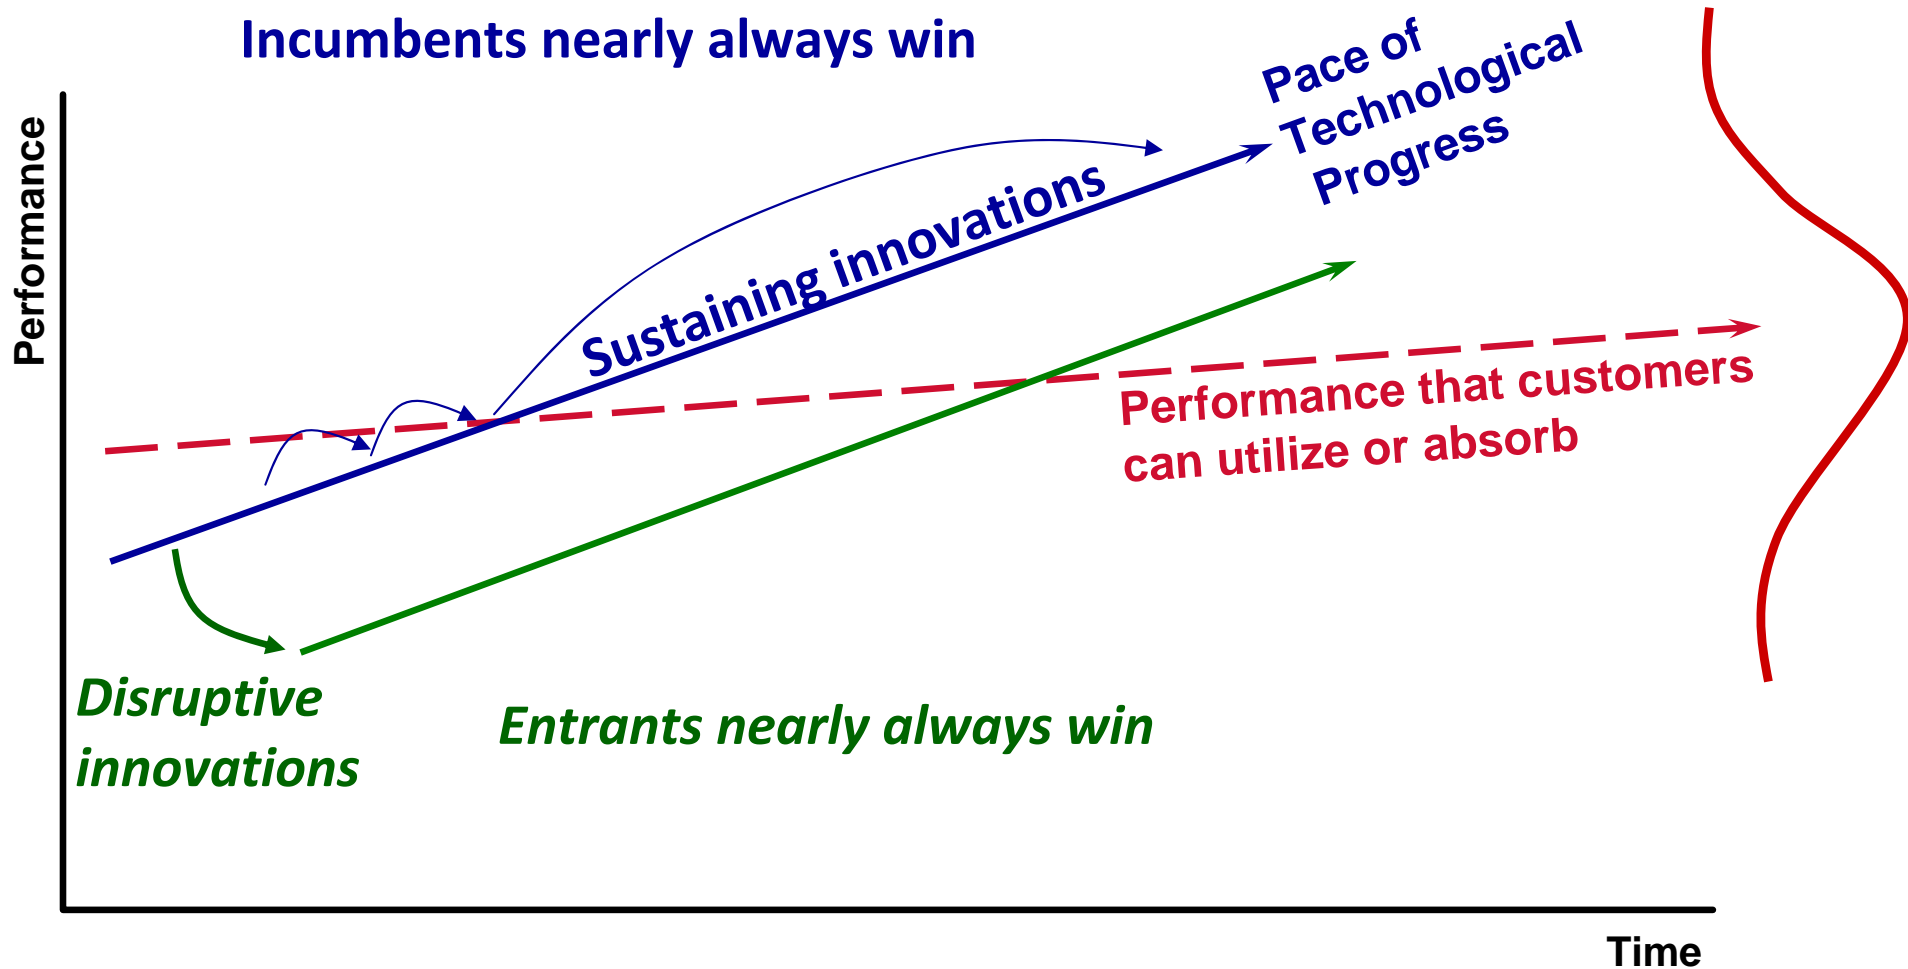 Incumbents nearly always win
Pace of
Technological
Progress
Performance
Sustaining innovations
Performance that customers
can utilize or absorb
Disruptive
innovations
Entrants nearly always win
Time